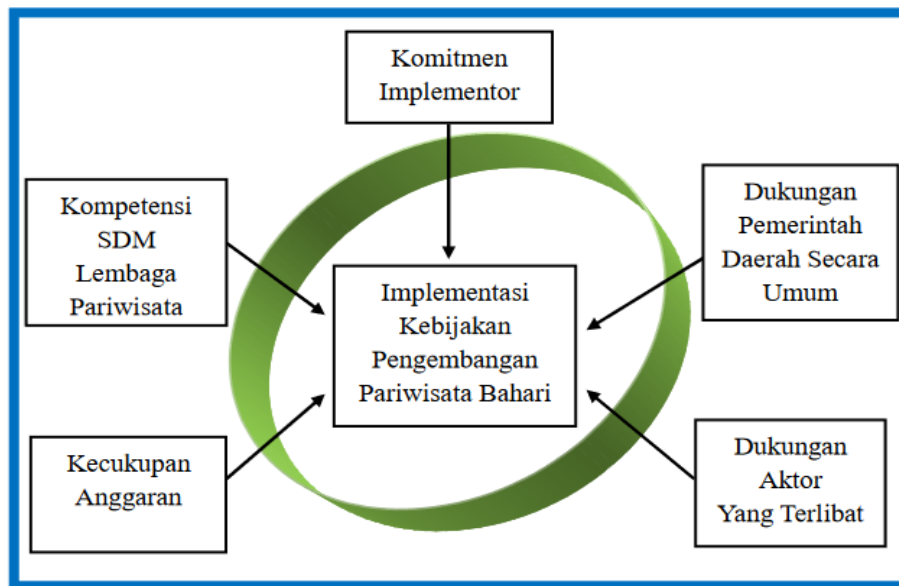 Komitmen
Implementor
Kompetensi
SDM
Lembaga
Pariwisata
Dukungan
Pemerintah
Daerah Secara
Umum
Implementasi
Kebijakan
Pengembangan
Pariwisata Bahari
Kecukupan
Anggaran
Dukungan
Aktor
Yang Terlibat